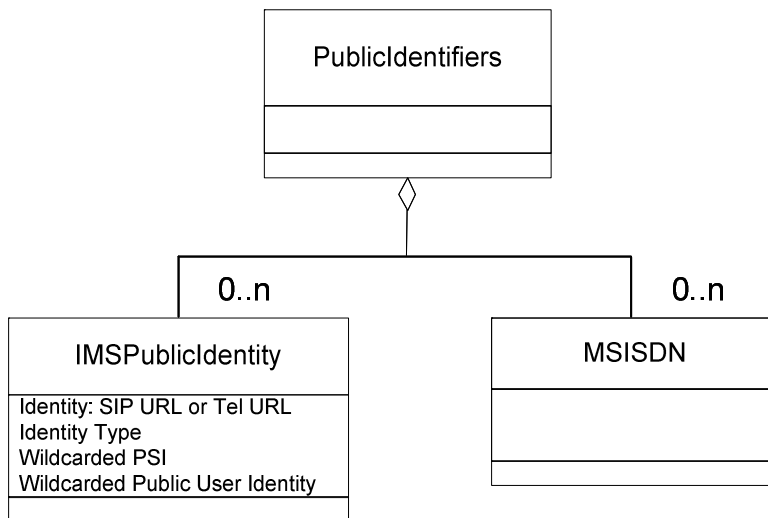 PublicIdentifiers
0..n
0..n
IMSPublicIdentity
MSISDN
Identity: SIP URL or Tel URL
Identity Type
Wildcarded PSI
Wildcarded Public User Identity